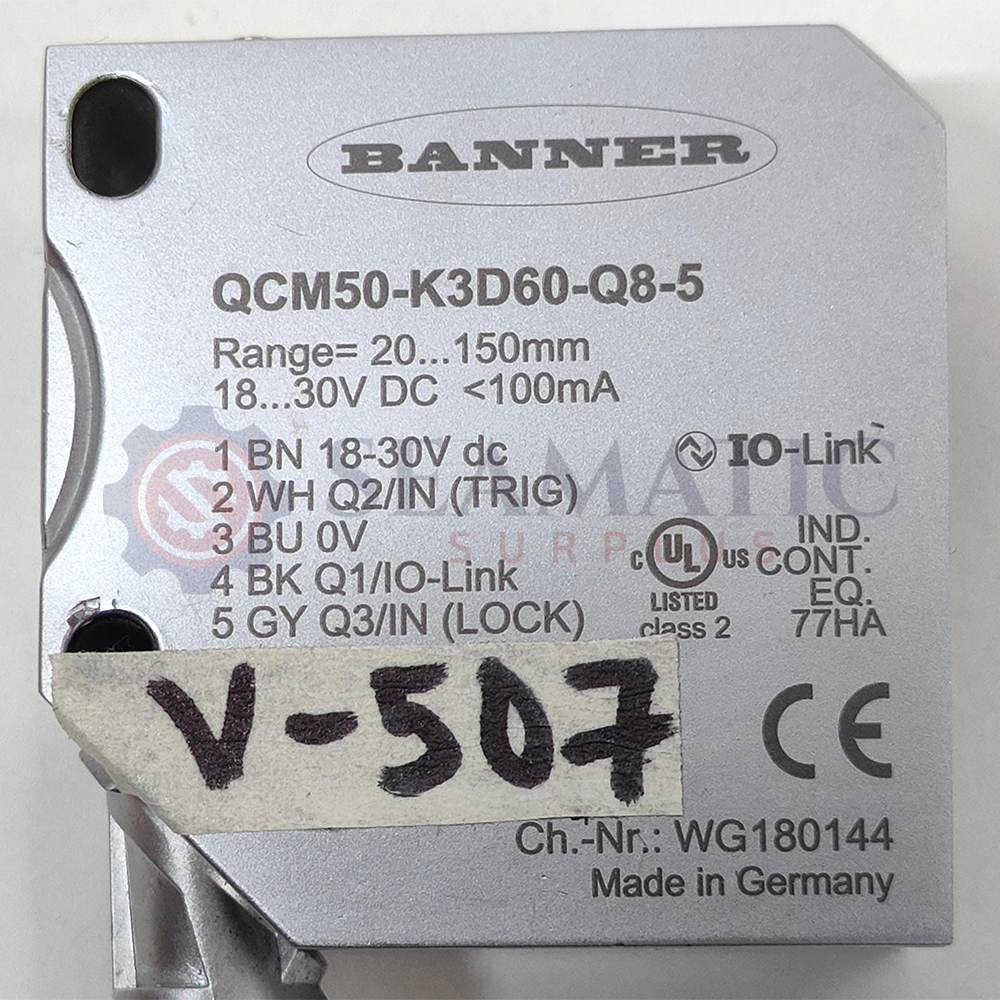 BANNER
QCM50-K3D60-Q8-5
Range= 20...150mm
18...30V DC <100mA
1 BN 18-30V dc
2 WH Q2/IN (TRIG)
3 BU 0V
4 BK Q1/IO-Link
5 GY Q3/IN (LOCK)
IO-Link
SEAMATIC
SURPLUS
c UL US
LISTED
class 2
IND.
CONT.
EQ.
77HA
V-507
CE
Ch.-Nr.: WG180144
Made in Germany